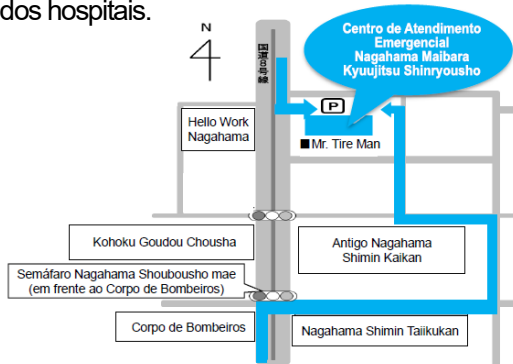 dos hospitais.
N
国道8号線
Centro de Atendimento
Emergencial
Nagahama Maibara
Kyuujitsu Shinryousho
P
Hello Work
Nagahama
■Mr. Tire Man
Kohoku Goudou Chousha
Antigo Nagahama
Shimin Kaikan
Semáfaro Nagahama Shoubousho mae
(em frente ao Corpo de Bombeiros)
Corpo de Bombeiros
Nagahama Shimin Taiikukan